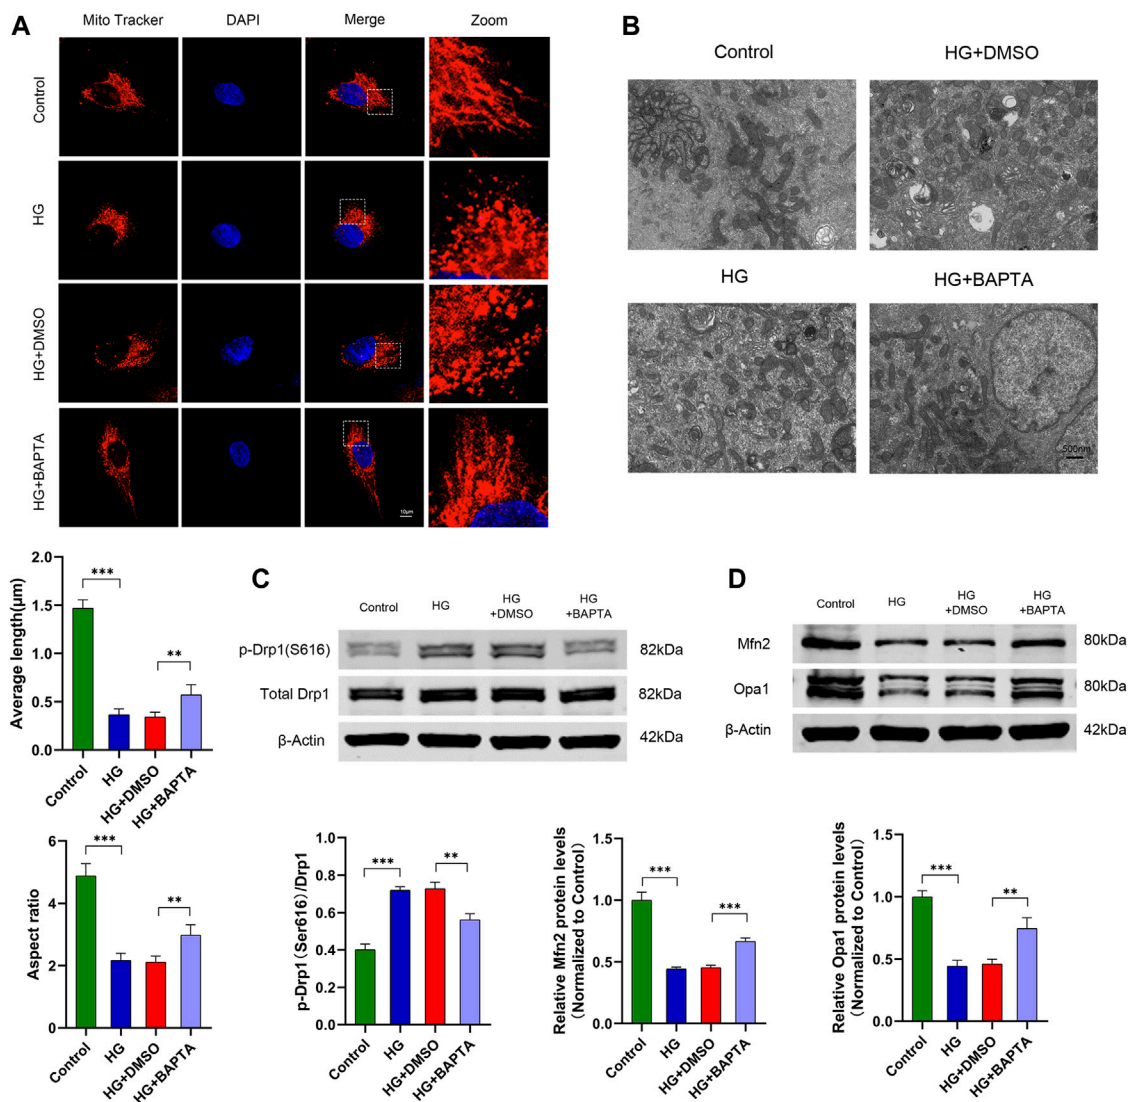 A
Mito Tracker
DAPI
Merge
Zoom
Control
HG
HG+DMSO
HG+BAPTA
10μm
B
Control
HG+DMSO
HG
HG+BAPTA
500nm
Average length(μm)
2.0
1.5
1.0
0.5
0.0
***
**
Control
HG
HG+DMSO
HG+BAPTA
Aspect ratio
6
4
2
0
***
**
Control
HG
HG+DMSO
HG+BAPTA
C
Control
HG
HG
+DMSO
HG
+BAPTA
p-Drp1(S616)
82kDa
Total Drp1
82kDa
β-Actin
42kDa
p-Drp1(Ser616)/Drp1
1.0
0.8
0.6
0.4
0.2
0.0
***
**
Control
HG
HG+DMSO
HG+BAPTA
D
Control
HG
HG
+DMSO
HG
+BAPTA
Mfn2
80kDa
Opa1
80kDa
β-Actin
42kDa
Relative Mfn2 protein levels
(Normalized to Control)
1.5
1.0
0.5
0.0
***
***
Control
HG
HG+DMSO
HG+BAPTA
Relative Opa1 protein levels
(Normalized to Control)
1.5
1.0
0.5
0.0
***
**
Control
HG
HG+DMSO
HG+BAPTA